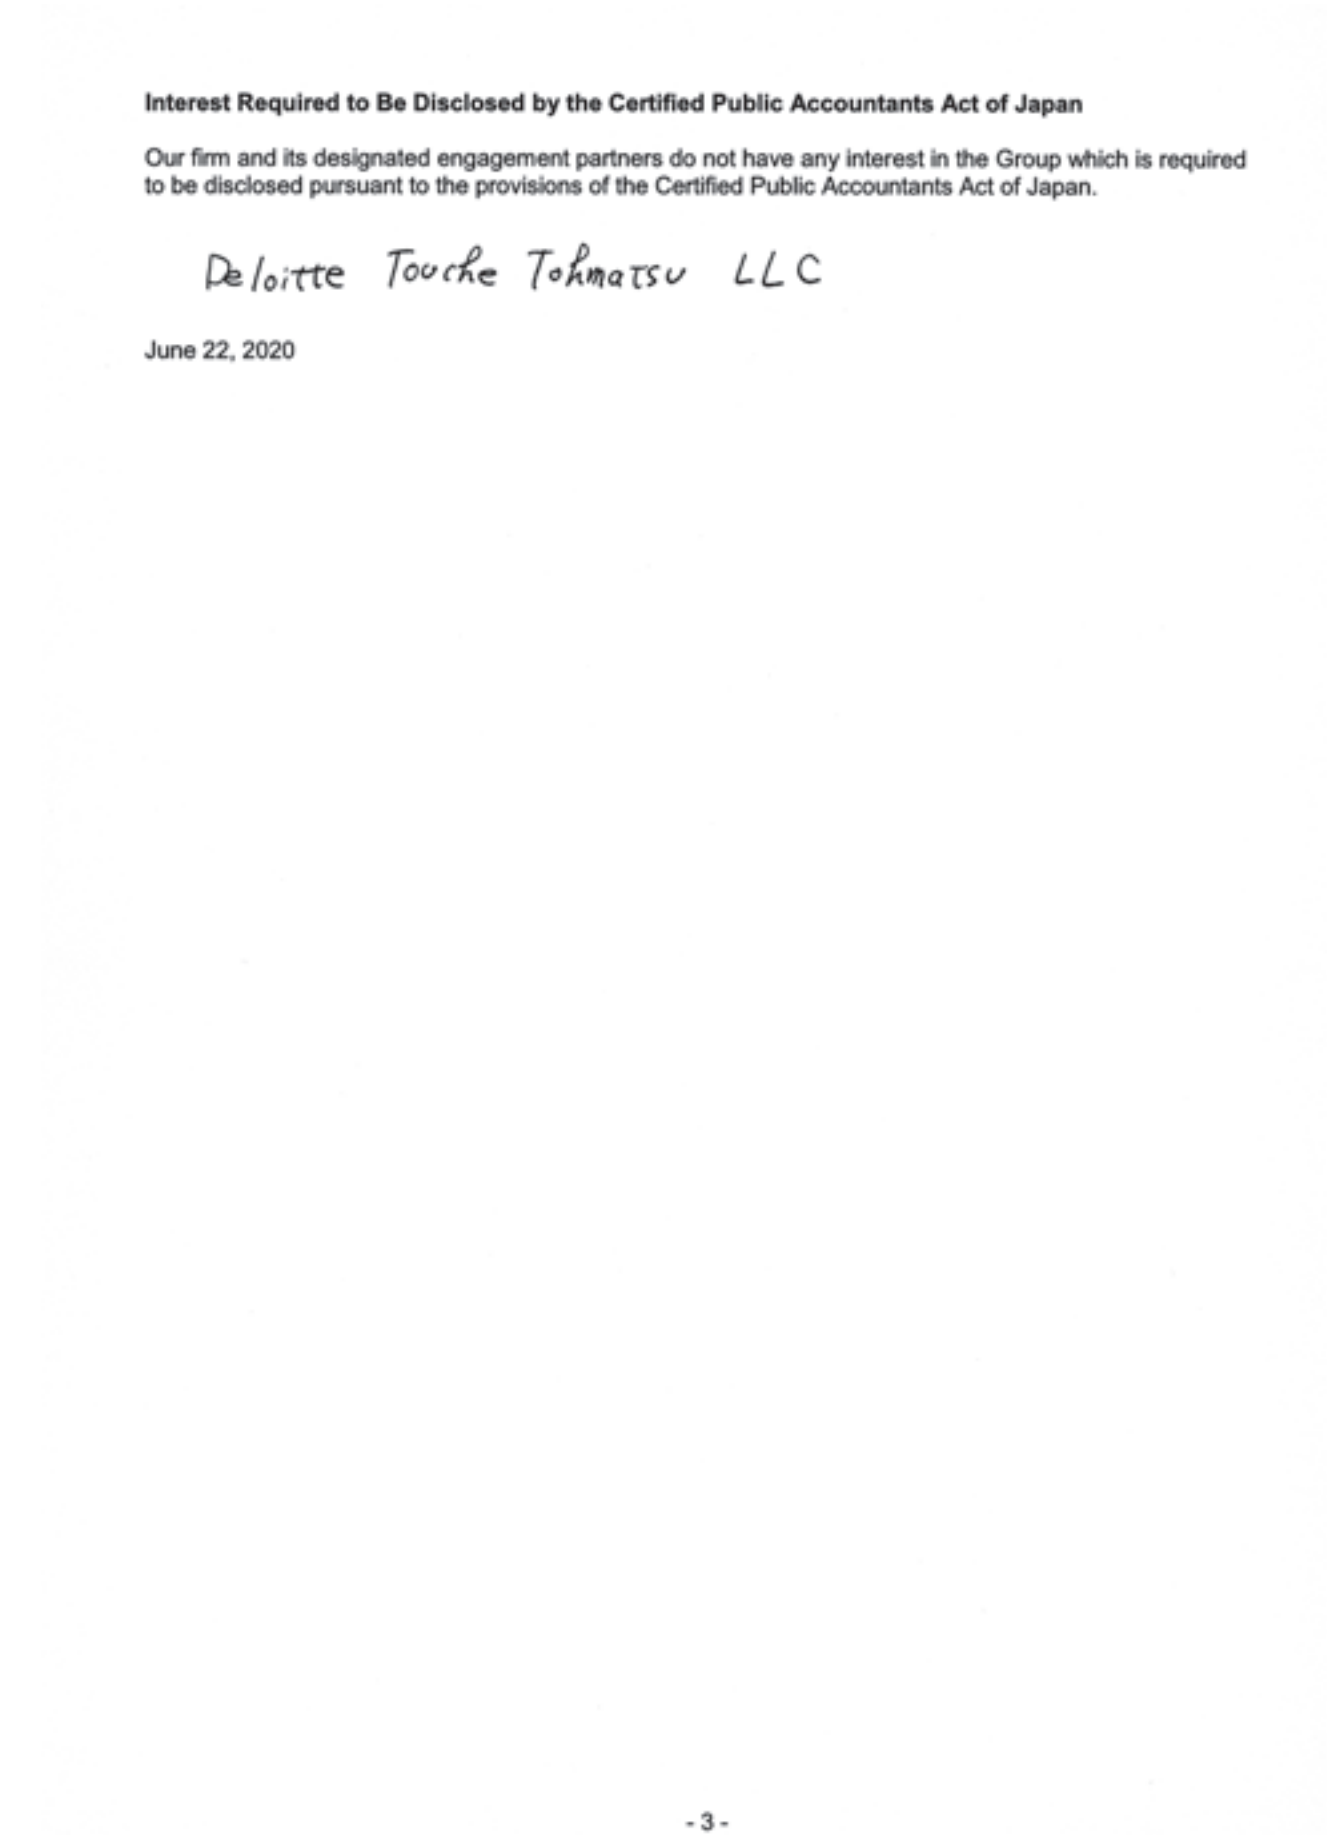 Interest Required to Be Disclosed by the Certified Public Accountants Act of Japan
Our firm and its designated engagement partners do not have any interest in the Group which is required
to be disclosed pursuant to the provisions of the Certified Public Accountants Act of Japan.
Deloitte Touche Tohmatsu LLC
June 22, 2020
- 3 -